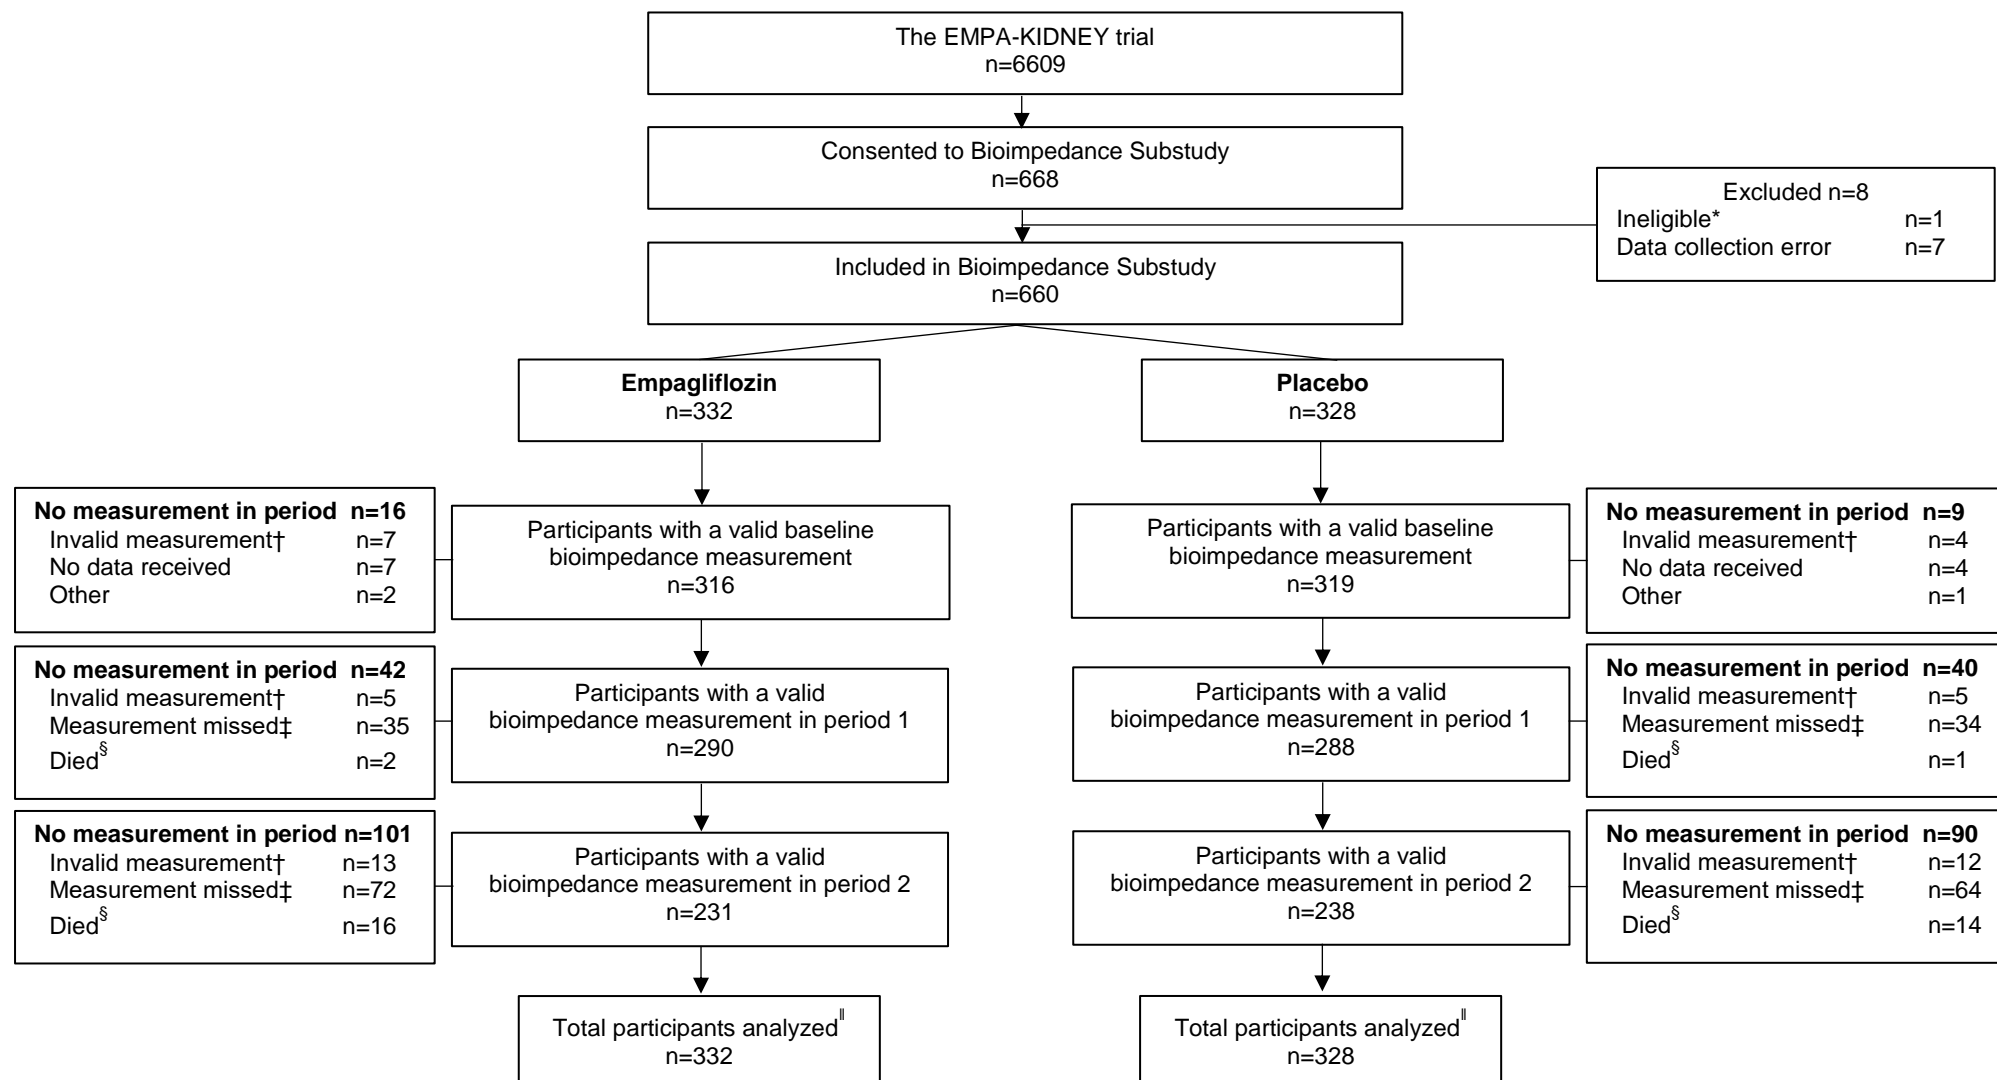 The EMPA-KIDNEY trial
n=6609
Consented to Bioimpedance Substudy
n=668
Excluded n=8
Ineligible* n=1
Data collection error n=7
Included in Bioimpedance Substudy
n=660
Empagliflozin
n=332
Placebo
n=328
No measurement in period n=16
Invalid measurement† n=7
No data received n=7
Other n=2
Participants with a valid baseline
bioimpedance measurement
n=316
Participants with a valid baseline
bioimpedance measurement
n=319
No measurement in period n=9
Invalid measurement† n=4
No data received n=4
Other n=1
No measurement in period n=42
Invalid measurement† n=5
Measurement missed‡ n=35
Died§ n=2
Participants with a valid
bioimpedance measurement in period 1
n=290
Participants with a valid
bioimpedance measurement in period 1
n=288
No measurement in period n=40
Invalid measurement† n=5
Measurement missed‡ n=34
Died§ n=1
No measurement in period n=101
Invalid measurement† n=13
Measurement missed‡ n=72
Died§ n=16
Participants with a valid
bioimpedance measurement in period 2
n=231
Participants with a valid
bioimpedance measurement in period 2
n=238
No measurement in period n=90
Invalid measurement† n=12
Measurement missed‡ n=64
Died§ n=14
Total participants analyzed‖
n=332
Total participants analyzed‖
n=328